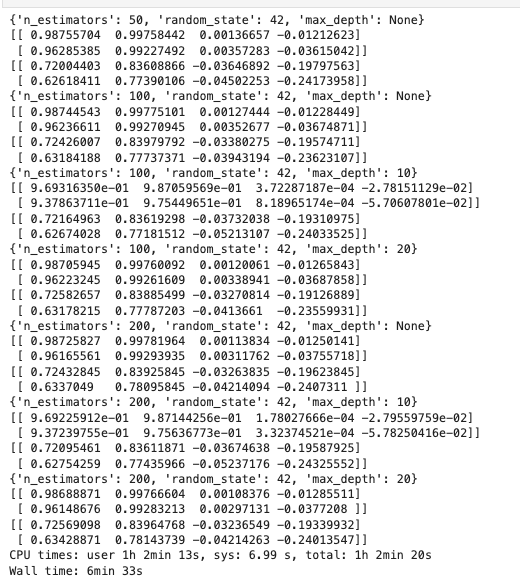 {'n_estimators': 50, 'random_state': 42, 'max_depth': None}
[[ 0.98755704  0.99758442  0.00136657 -0.01212623]
 [ 0.96285385  0.99227492  0.00357283 -0.03615042]]
[[ 0.72004403  0.83608866 -0.03646892 -0.19797563]
 [ 0.62618411  0.77390106 -0.04502253 -0.24173958]]
{'n_estimators': 100, 'random_state': 42, 'max_depth': None}
[[ 0.98744543  0.99775101  0.00127444 -0.01228449]
 [ 0.96236611  0.99270945  0.00352677 -0.03674871]]
[[ 0.72426007  0.83979792 -0.03380275 -0.19574711]
 [ 0.63184188  0.77737371 -0.03943194 -0.23623107]]
{'n_estimators': 100, 'random_state': 42, 'max_depth': 10}
[[ 9.69316350e-01  9.87059569e-01  3.72287187e-04 -2.78151129e-02]
 [ 9.37863711e-01  9.75449651e-01  8.18965174e-04 -5.70607801e-02]]
[[ 0.72164963  0.83619298 -0.03732038 -0.19310975]
 [ 0.62674028  0.77181512 -0.05213107 -0.24033525]]
{'n_estimators': 100, 'random_state': 42, 'max_depth': 20}
[[ 0.98705945  0.99760092  0.00120061 -0.01265843]
 [ 0.96223245  0.99261609  0.00338941 -0.03687858]]
[[ 0.72582657  0.83885499 -0.03270814 -0.19126889]
 [ 0.63178215  0.77787203 -0.0413661  -0.23559931]]
{'n_estimators': 200, 'random_state': 42, 'max_depth': None}
[[ 0.98725827  0.99781964  0.00113834 -0.01250141]
 [ 0.96165561  0.99293935  0.00311762 -0.03755718]]
[[ 0.72432845  0.83925845 -0.03263835 -0.19623845]
 [ 0.6337049   0.78095845 -0.04214094 -0.2407311 ]]
{'n_estimators': 200, 'random_state': 42, 'max_depth': 10}
[[ 9.69225912e-01  9.87144256e-01  1.78027666e-04 -2.79559759e-02]
 [ 9.37239755e-01  9.75636773e-01  3.32374521e-04 -5.78250416e-02]]
[[ 0.72095461  0.83611871 -0.03674638 -0.19587925]
 [ 0.62754259  0.77435966 -0.05237176 -0.24325552]]
{'n_estimators': 200, 'random_state': 42, 'max_depth': 20}
[[ 0.98688871  0.99766604  0.00108376 -0.01285511]
 [ 0.96148676  0.99283213  0.00297131 -0.0377208 ]]
[[ 0.72569098  0.83964768 -0.03236549 -0.19339932]
 [ 0.63428871  0.78143739 -0.04214263 -0.24013547]]
CPU times: user 1h 2min 13s, sys: 6.99 s, total: 1h 2min 20s
Wall time: 6min 33s